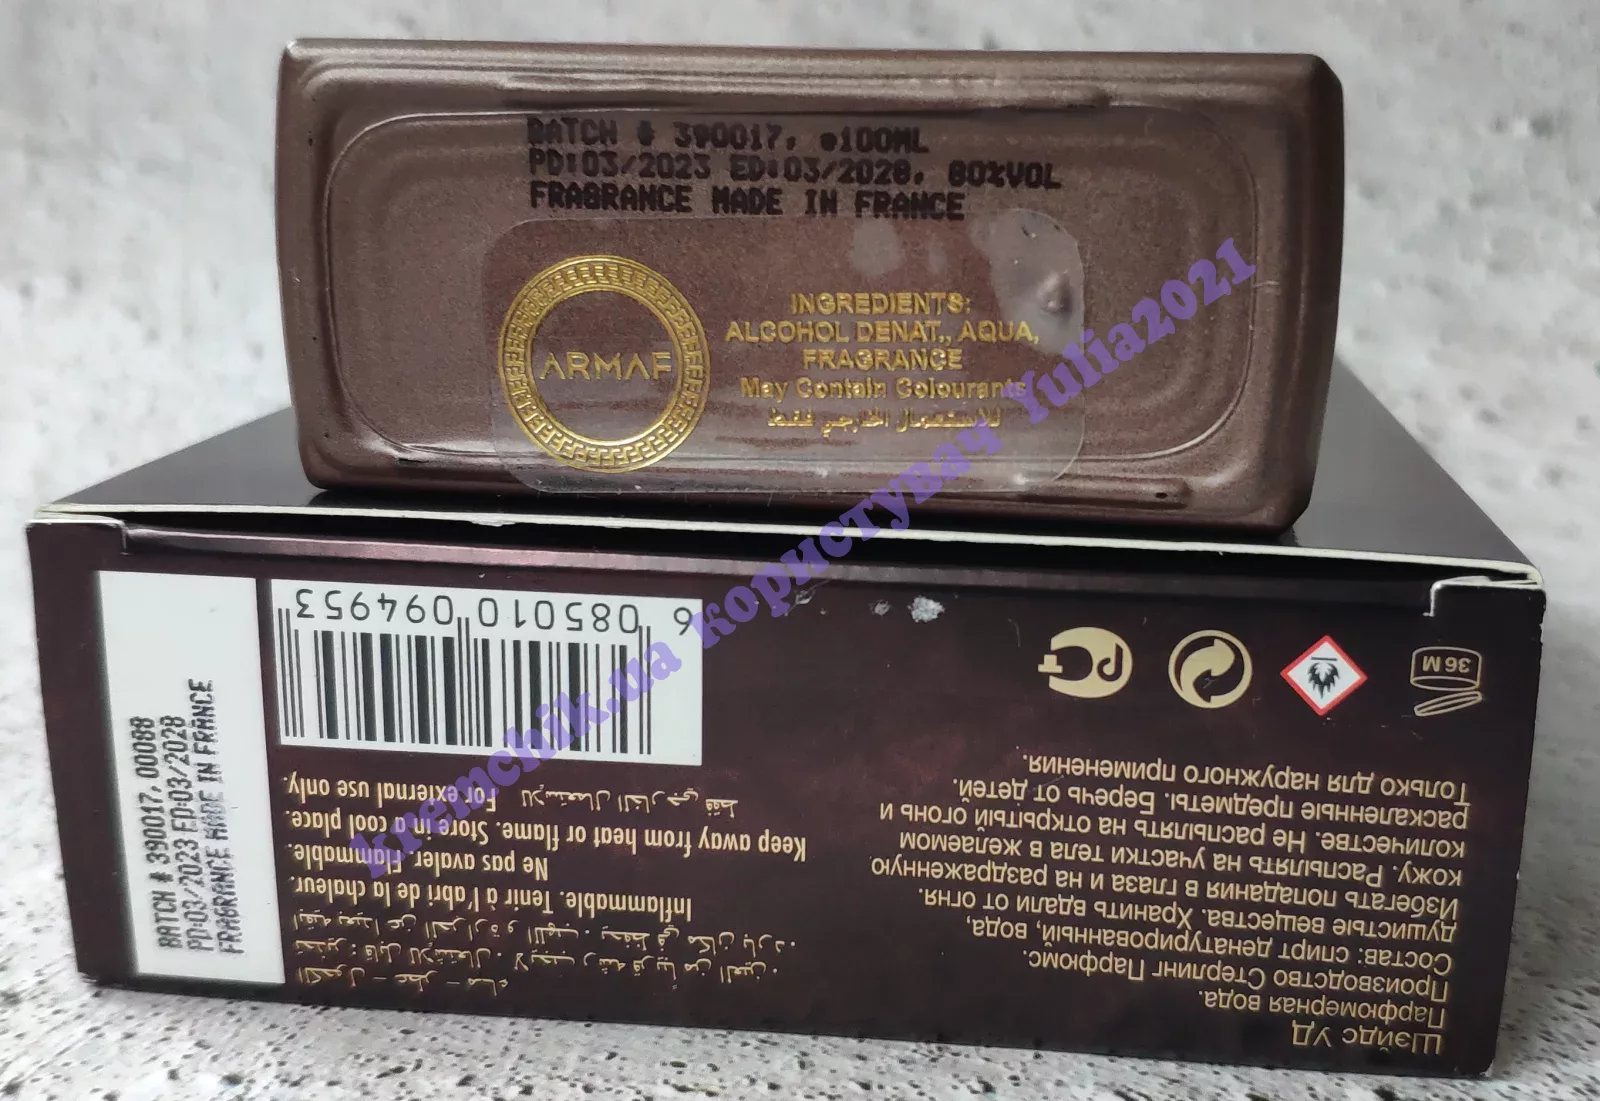 BATCH # 390017, e100ML
PD:03/2023 ED:03/2028, 80%VOL
FRAGRANCE MADE IN FRANCE
ARMAF
INGREDIENTS:
ALCOHOL DENAT., AQUA,
FRAGRANCE
May Contain Colourants
للاستعمال الخارجي فقط
kremchik.ua користувач Yulia2021
BATCH # 390017, 00088
PD:03/2023 ED:03/2028
FRAGRANCE MADE IN FRANCE
6 085010 094953
36 M
Шэйдс УД
Парфюмерная вода.
Производство Стерлинг Парфюмс.
Состав: спирт денатурированный, вода,
душистые вещества. Хранить вдали от огня.
Избегать попадания в глаза и на раздраженную
кожу. Распылять на участки тела в желаемом
количестве. Не распылять на открытый огонь и
раскаленные предметы. Беречь от детей.
Только для наружного применения.
Inflammable. Tenir à l'abri de la chaleur.
Ne pas avaler. Flammable.
Keep away from heat or flame. Store in a cool place.
For external use only. للإستعمال الخارجي فقط